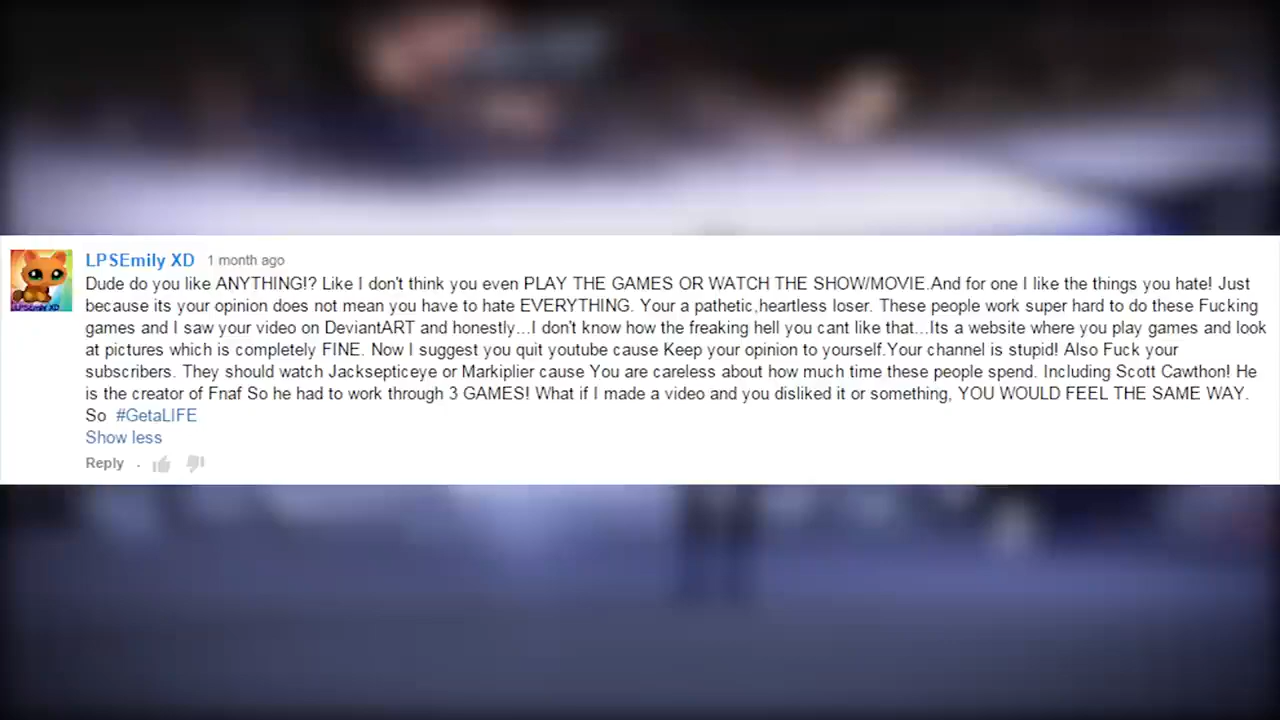 LPSEmily XD 1 month ago
Dude do you like ANYTHING!? Like I don't think you even PLAY THE GAMES OR WATCH THE SHOW/MOVIE.And for one I like the things you hate! Just
because its your opinion does not mean you have to hate EVERYTHING. Your a pathetic,heartless loser. These people work super hard to do these Fucking
games and I saw your video on DeviantART and honestly...I don't know how the freaking hell you cant like that...Its a website where you play games and look
at pictures which is completely FINE. Now I suggest you quit youtube cause Keep your opinion to yourself.Your channel is stupid! Also Fuck your
subscribers. They should watch Jacksepticeye or Markiplier cause You are careless about how much time these people spend. Including Scott Cawthon! He
is the creator of Fnaf So he had to work through 3 GAMES! What if I made a video and you disliked it or something, YOU WOULD FEEL THE SAME WAY.
So #GetaLIFE
Show less
Reply ·
LPSEmily XD